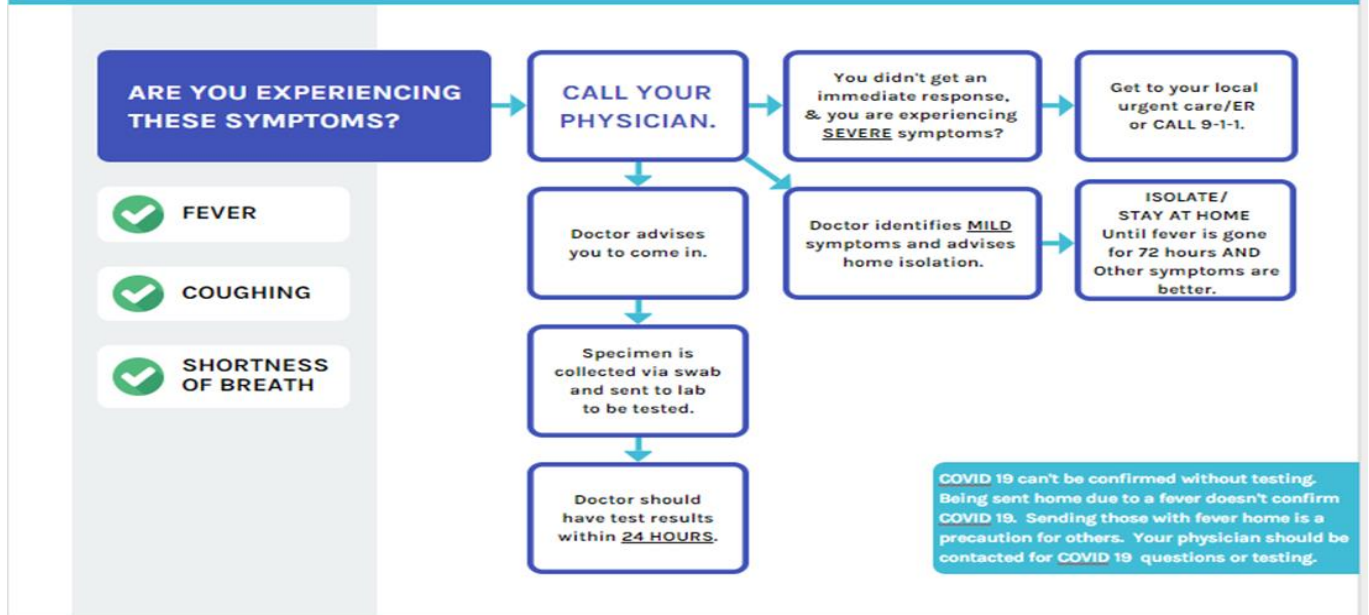 ARE YOU EXPERIENCING
THESE SYMPTOMS?
FEVER
COUGHING
SHORTNESS
OF BREATH
CALL YOUR
PHYSICIAN.
You didn't get an
immediate response,
& you are experiencing
SEVERE symptoms?
Get to your local
urgent care/ER
or CALL 9-1-1.
Doctor advises
you to come in.
Doctor identifies MILD
symptoms and advises
home isolation.
ISOLATE/
STAY AT HOME
Until fever is gone
for 72 hours AND
Other symptoms are
better.
Specimen is
collected via swab
and sent to lab
to be tested.
Doctor should
have test results
within 24 HOURS.
COVID 19 can't be confirmed without testing.
Being sent home due to a fever doesn't confirm
COVID 19.  Sending those with fever home is a
precaution for others.  Your physician should be
contacted for COVID 19  questions or testing.